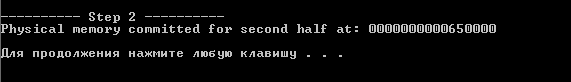 ---------- Step 2 ----------
Physical memory committed for second half at: 0000000000650000
Для продолжения нажмите любую клавишу . . .